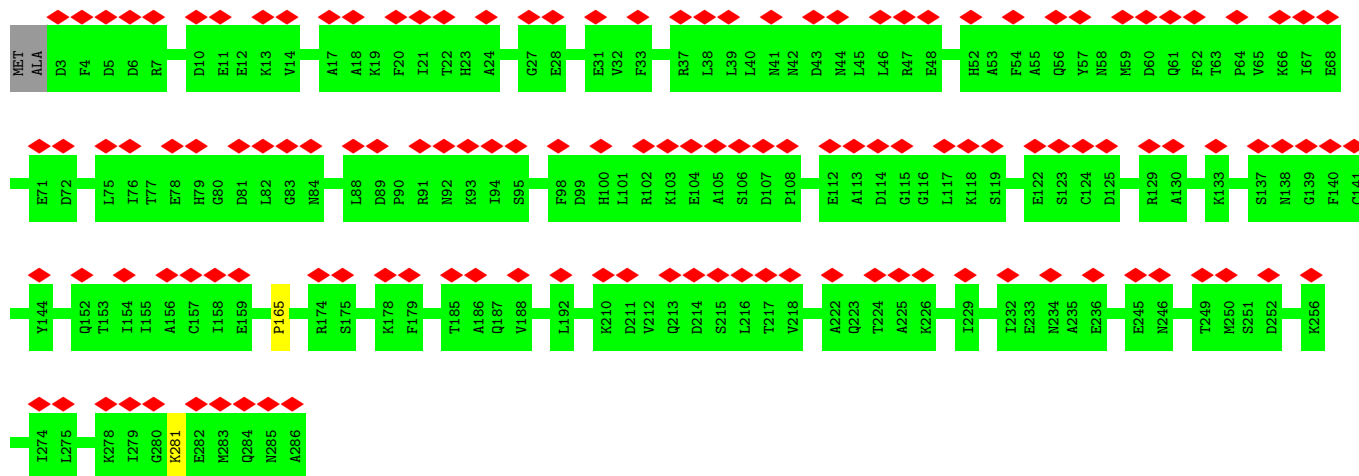 MET ALA D3 F4 D5 D6 R7 D10 E11 E12 K13 V14 A17 A18 K19 F20 I21 T22 H23 A24 G27 E28 E31 V32 F33 R37 L38 L39 L40 N41 N42 D43 N44 L45 L46 R47 E48 H52 A53 F54 A55 Q56 Y57 N58 M59 D60 Q61 F62 T63 P64 V65 K66 I67 E68
E71 D72 L75 I76 T77 E78 H79 G80 D81 L82 G83 N84 L88 D89 P90 R91 N92 K93 I94 S95 F98 D99 H100 L101 R102 K103 E104 A105 S106 D107 P108 E112 A113 D114 G115 G116 L117 K118 S119 E122 S123 C124 D125 R129 A130 K133 S137 N138 G139 F140 C141
Y144 Q152 T153 I154 I155 A156 C157 I158 E159 P165 R174 S175 K178 F179 T185 A186 Q187 V188 L192 K210 D211 V212 Q213 D214 S215 L216 T217 V218 A222 Q223 T224 A225 K226 I229 I232 E233 N234 A235 E236 E245 N246 T249 M250 S251 D252 K256
I274 L275 K278 I279 G280 K281 E282 M283 Q284 N285 A286